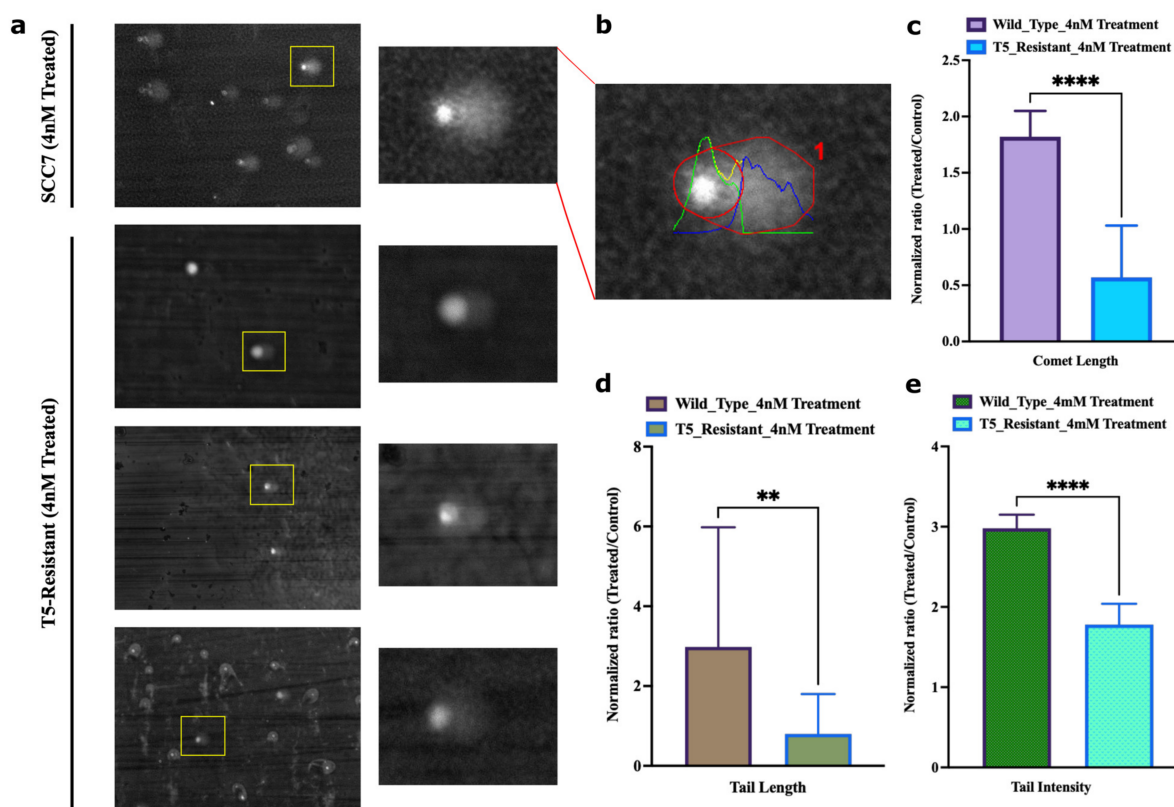 a
SCC7 (4nM Treated)
T5-Resistant (4nM Treated)
b
1
c
Wild_Type_4nM Treatment
T5_Resistant_4nM Treatment
****
Normalized ratio (Treated/Control)
2.5
2.0
1.5
1.0
0.5
0.0
Comet Length
d
Wild_Type_4nM Treatment
T5_Resistant_4nM Treatment
**
Normalized ratio (Treated/Control)
8
6
4
2
0
Tail Length
e
Wild_Type_4mM Treatment
T5_Resistant_4mM Treatment
****
Normalized ratio (Treated/Control)
4
3
2
1
0
Tail Intensity